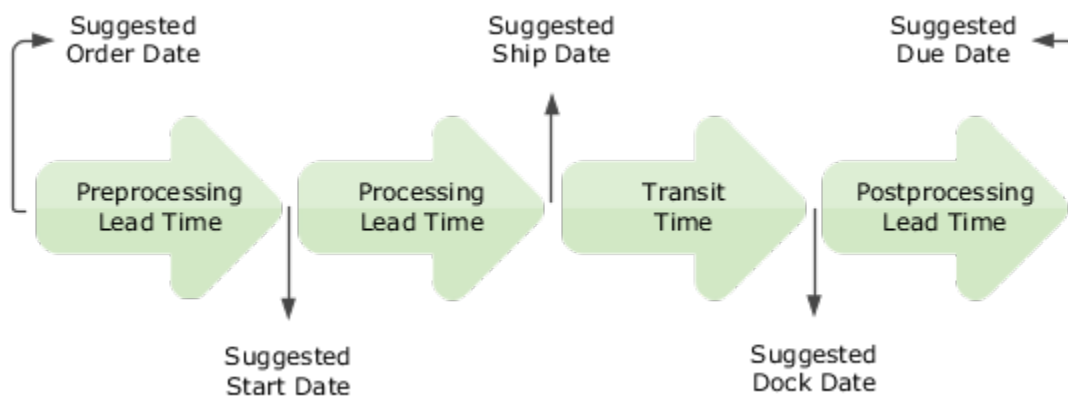 Suggested
Order Date
Suggested
Ship Date
Suggested
Due Date
Preprocessing
Lead Time
Processing
Lead Time
Transit
Time
Postprocessing
Lead Time
Suggested
Start Date
Suggested
Dock Date